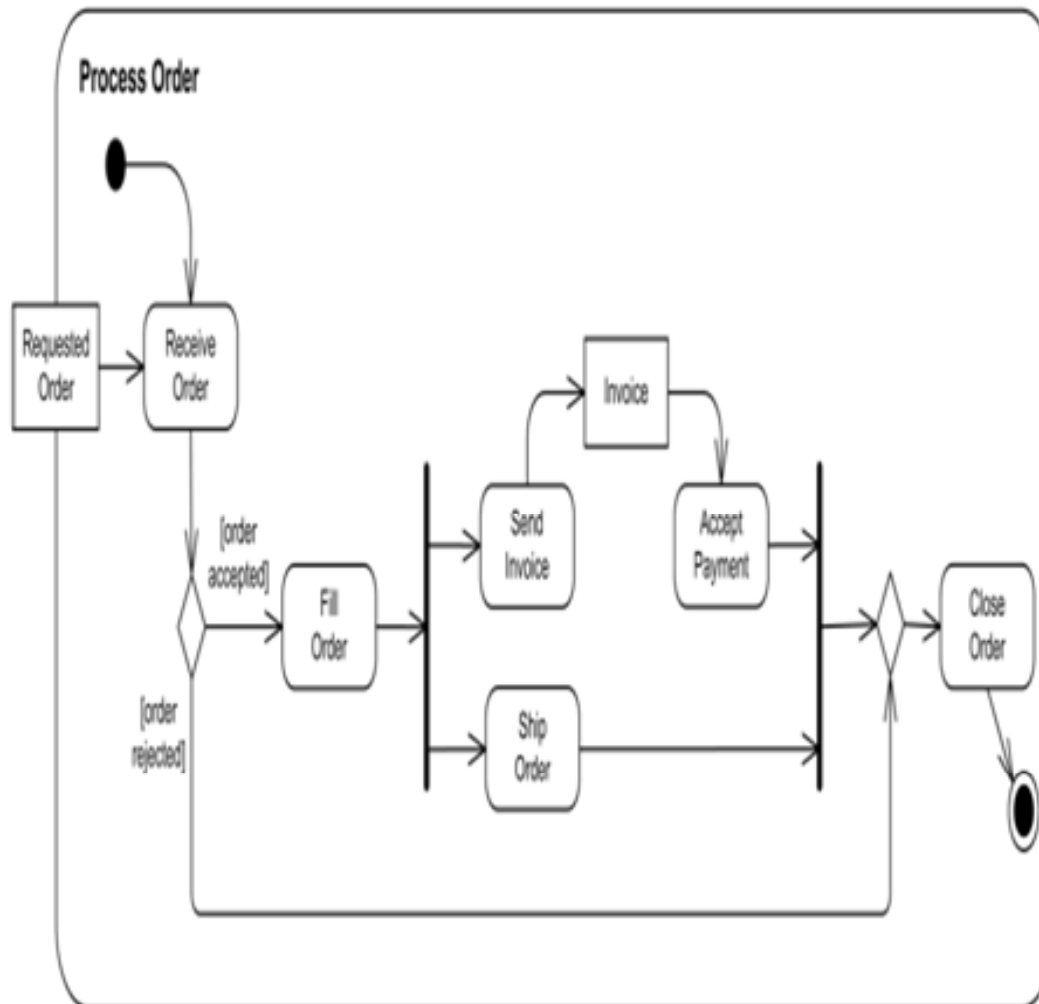 Process Order
Requested
Order
Receive
Order
Invoice
Send
Invoice
Accept
Payment
[order
accepted]
Fill
Order
Close
Order
[order
rejected]
Ship
Order